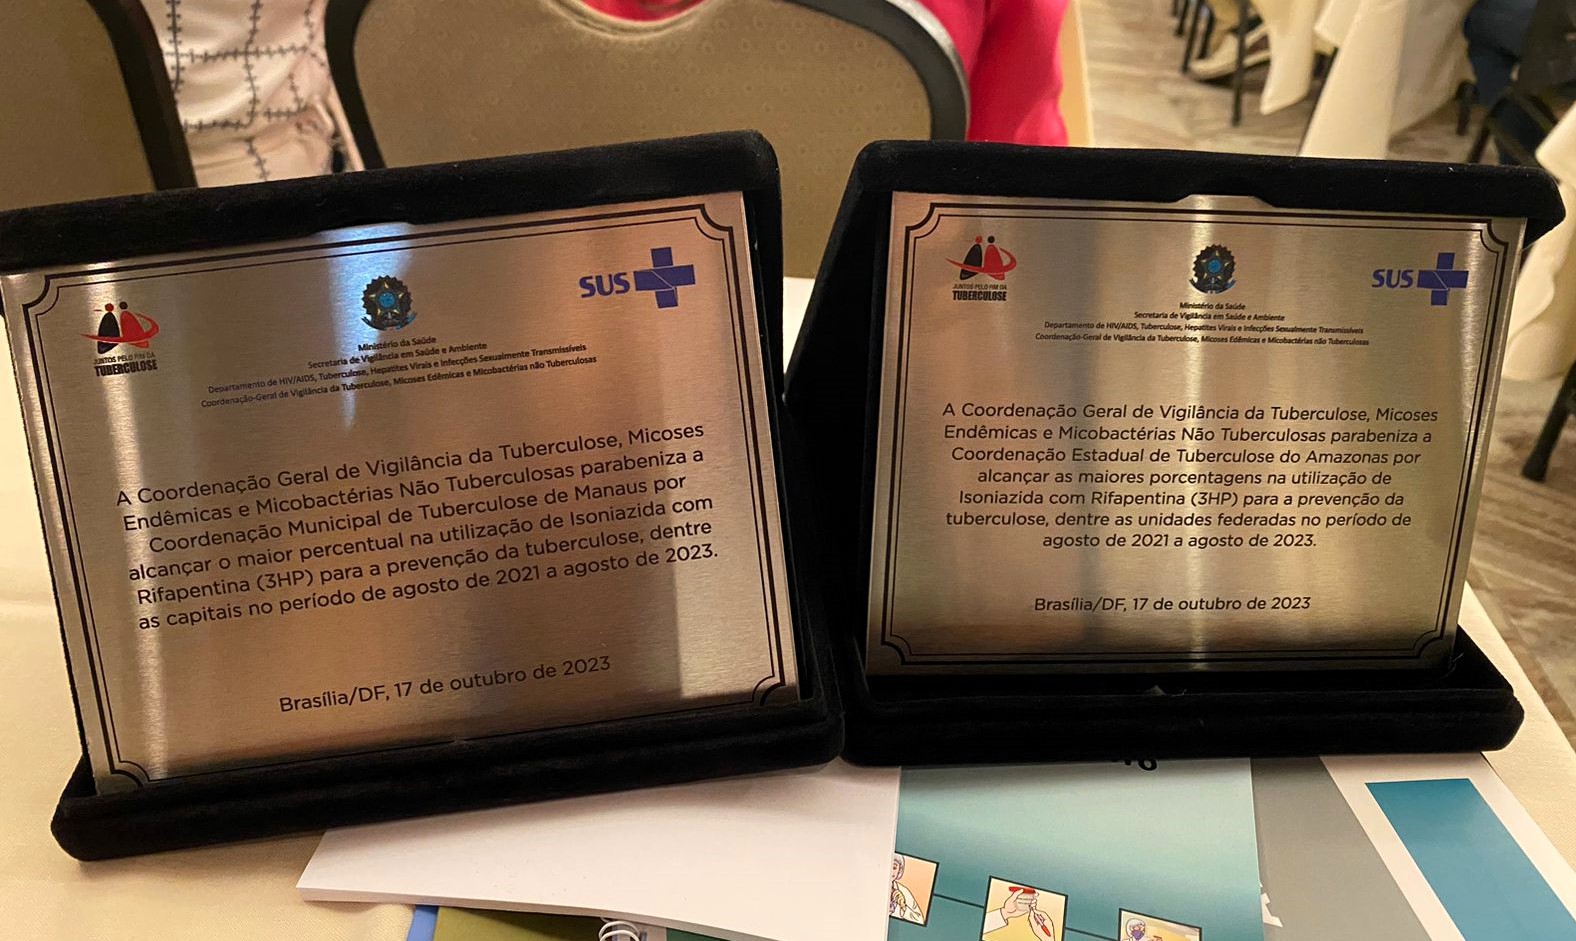 JUNTOS PELO FIM DA
TUBERCULOSE
SUS
Ministério da Saúde
Secretaria de Vigilância em Saúde e Ambiente
Departamento de HIV/AIDS, Tuberculose, Hepatites Virais e Infecções Sexualmente Transmissíveis
Coordenação-Geral de Vigilância da Tuberculose, Micoses Edêmicas e Micobactérias não Tuberculosas
A Coordenação Geral de Vigilância da Tuberculose, Micoses
Endêmicas e Micobactérias Não Tuberculosas parabeniza a
Coordenação Municipal de Tuberculose de Manaus por
alcançar o maior percentual na utilização de Isoniazida com
Rifapentina (3HP) para a prevenção da tuberculose, dentre
as capitais no período de agosto de 2021 a agosto de 2023.
Brasília/DF, 17 de outubro de 2023
JUNTOS PELO FIM DA
TUBERCULOSE
SUS
Ministério da Saúde
Secretaria de Vigilância em Saúde e Ambiente
Departamento de HIV/AIDS, Tuberculose, Hepatites Virais e Infecções Sexualmente Transmissíveis
Coordenação-Geral de Vigilância da Tuberculose, Micoses Edêmicas e Micobactérias não Tuberculosas
A Coordenação Geral de Vigilância da Tuberculose, Micoses
Endêmicas e Micobactérias Não Tuberculosas parabeniza a
Coordenação Estadual de Tuberculose do Amazonas por
alcançar as maiores porcentagens na utilização de
Isoniazida com Rifapentina (3HP) para a prevenção da
tuberculose, dentre as unidades federadas no período de
agosto de 2021 a agosto de 2023.
Brasília/DF, 17 de outubro de 2023